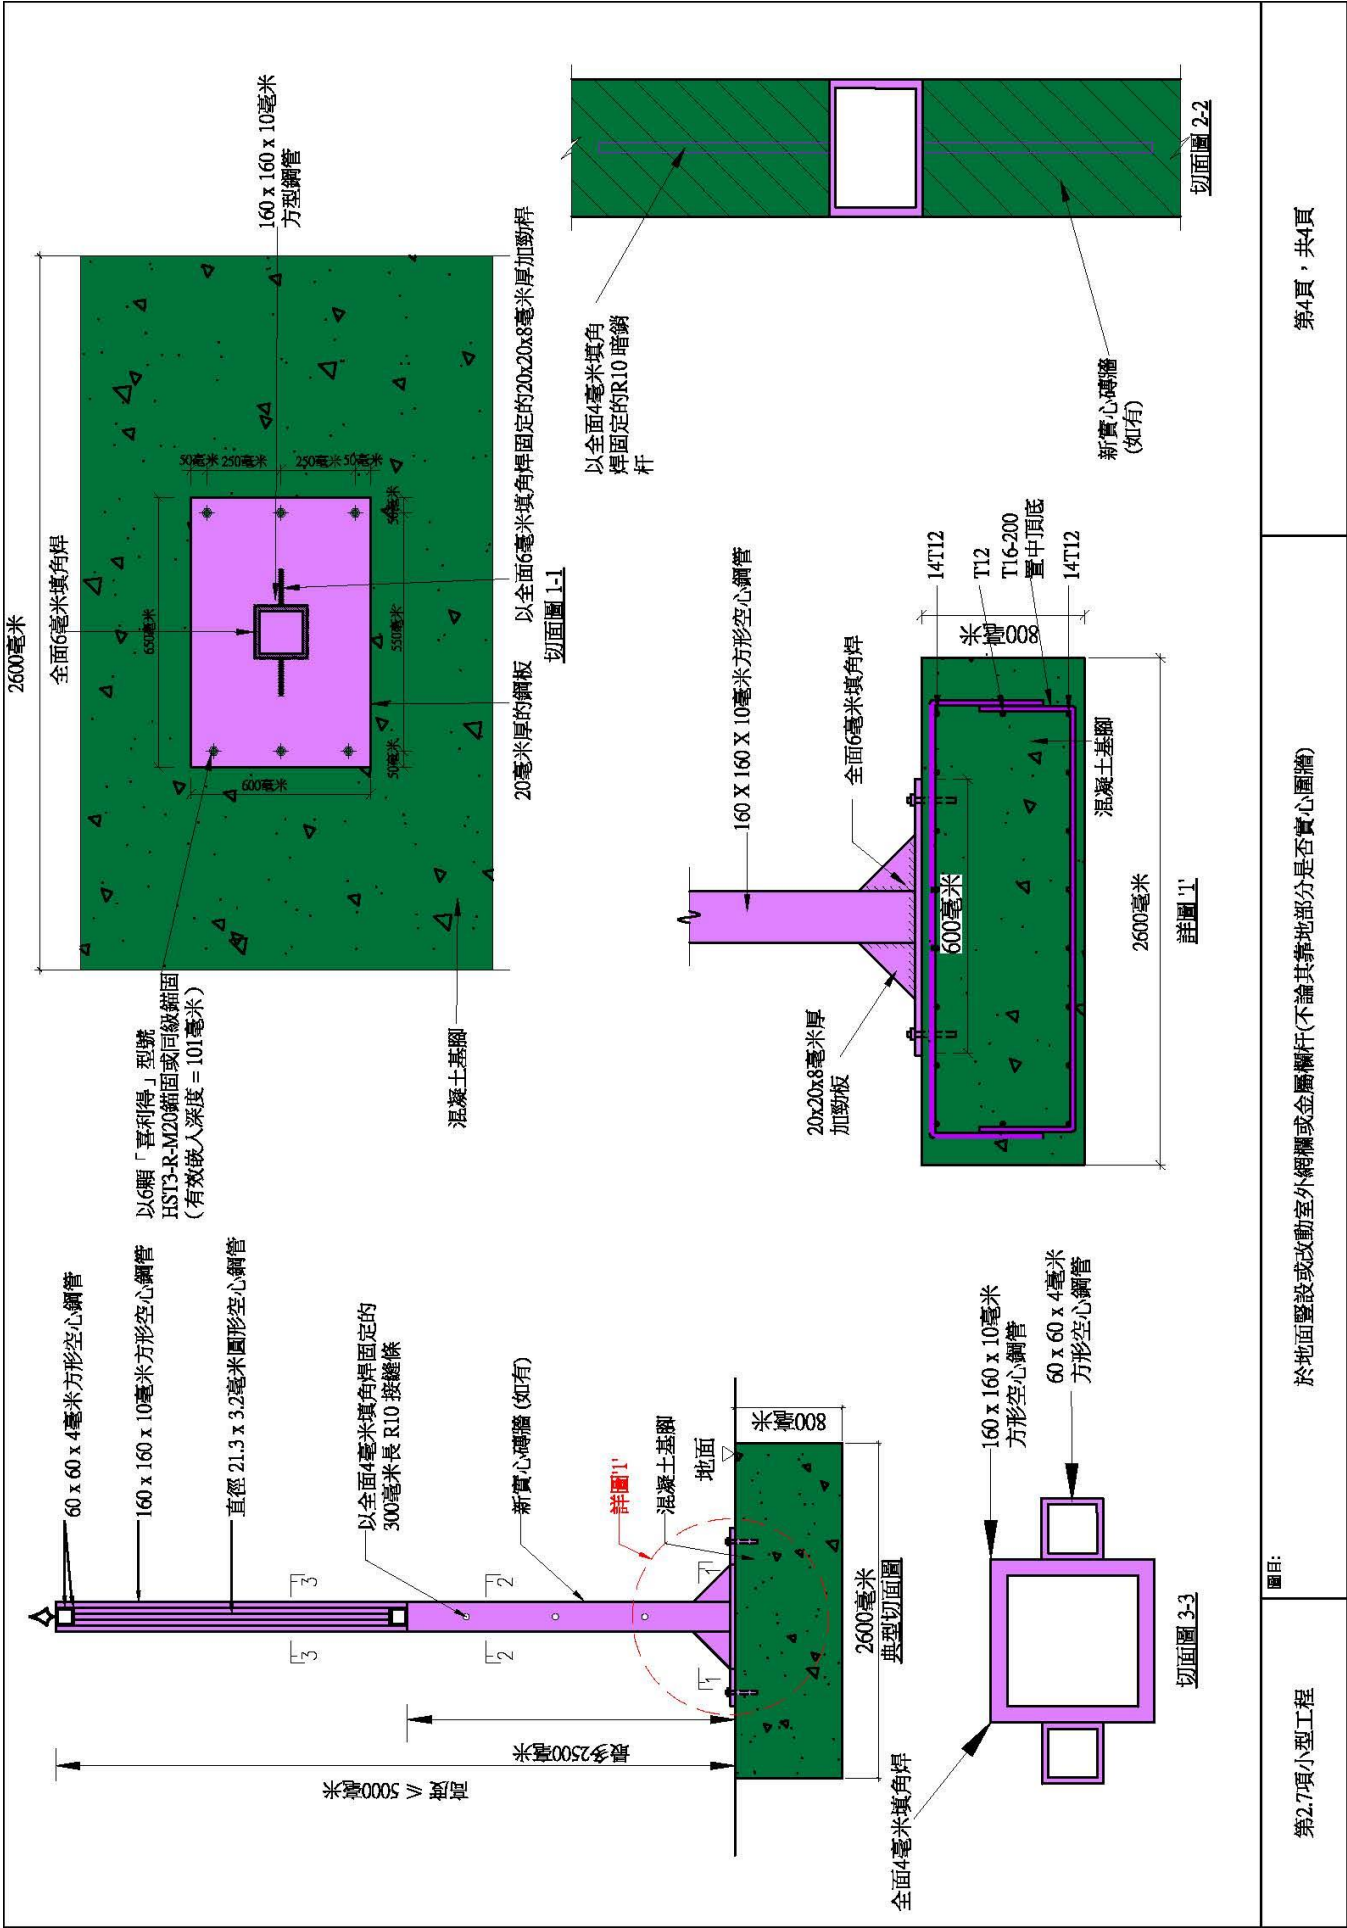 60 x 60 x 4毫米方形空心鋼管
160 x 160 x 10毫米方形空心鋼管
直徑 21.3 x 3.2毫米圓形空心鋼管
以全面4毫米填角焊固定的
300毫米長 R10 接縫條
新實心磚牆 (如有)
詳圖'1'
混凝土基腳
地面
800毫米
2600毫米
典型切面圖
高度 ≤ 5000毫米
最多2500毫米
3
3
2
2
1
1
2600毫米
全面6毫米填角焊
650毫米
600毫米
50毫米
250毫米
250毫米
50毫米
50毫米
550毫米
50毫米
160 x 160 x 10毫米
方型鋼管
以6顆「喜利得」型號
HST3-R-M20錨固或同級錨固
(有效嵌入深度 = 101毫米)
混凝土基腳
20毫米厚的鋼板
以全面6毫米填角焊固定的20x20x8毫米厚加勁桿
切面圖 1-1
160 X 160 X 10毫米方形空心鋼管
全面6毫米填角焊
20x20x8毫米厚
加勁板
600毫米
800毫米
14T12
T12
T16-200
置中頂底
14T12
混凝土基腳
2600毫米
詳圖 '1'
以全面4毫米填角
焊固定的R10 暗銷
杆
新實心磚牆
(如有)
切面圖 2-2
160 x 160 x 10毫米
方形空心鋼管
60 x 60 x 4毫米
方形空心鋼管
全面4毫米填角焊
切面圖 3-3
第2.7項小型工程
圖目:
於地面豎設或改動室外網欄或金屬欄杆(不論其靠地部分是否實心圍牆)
第4頁，共4頁